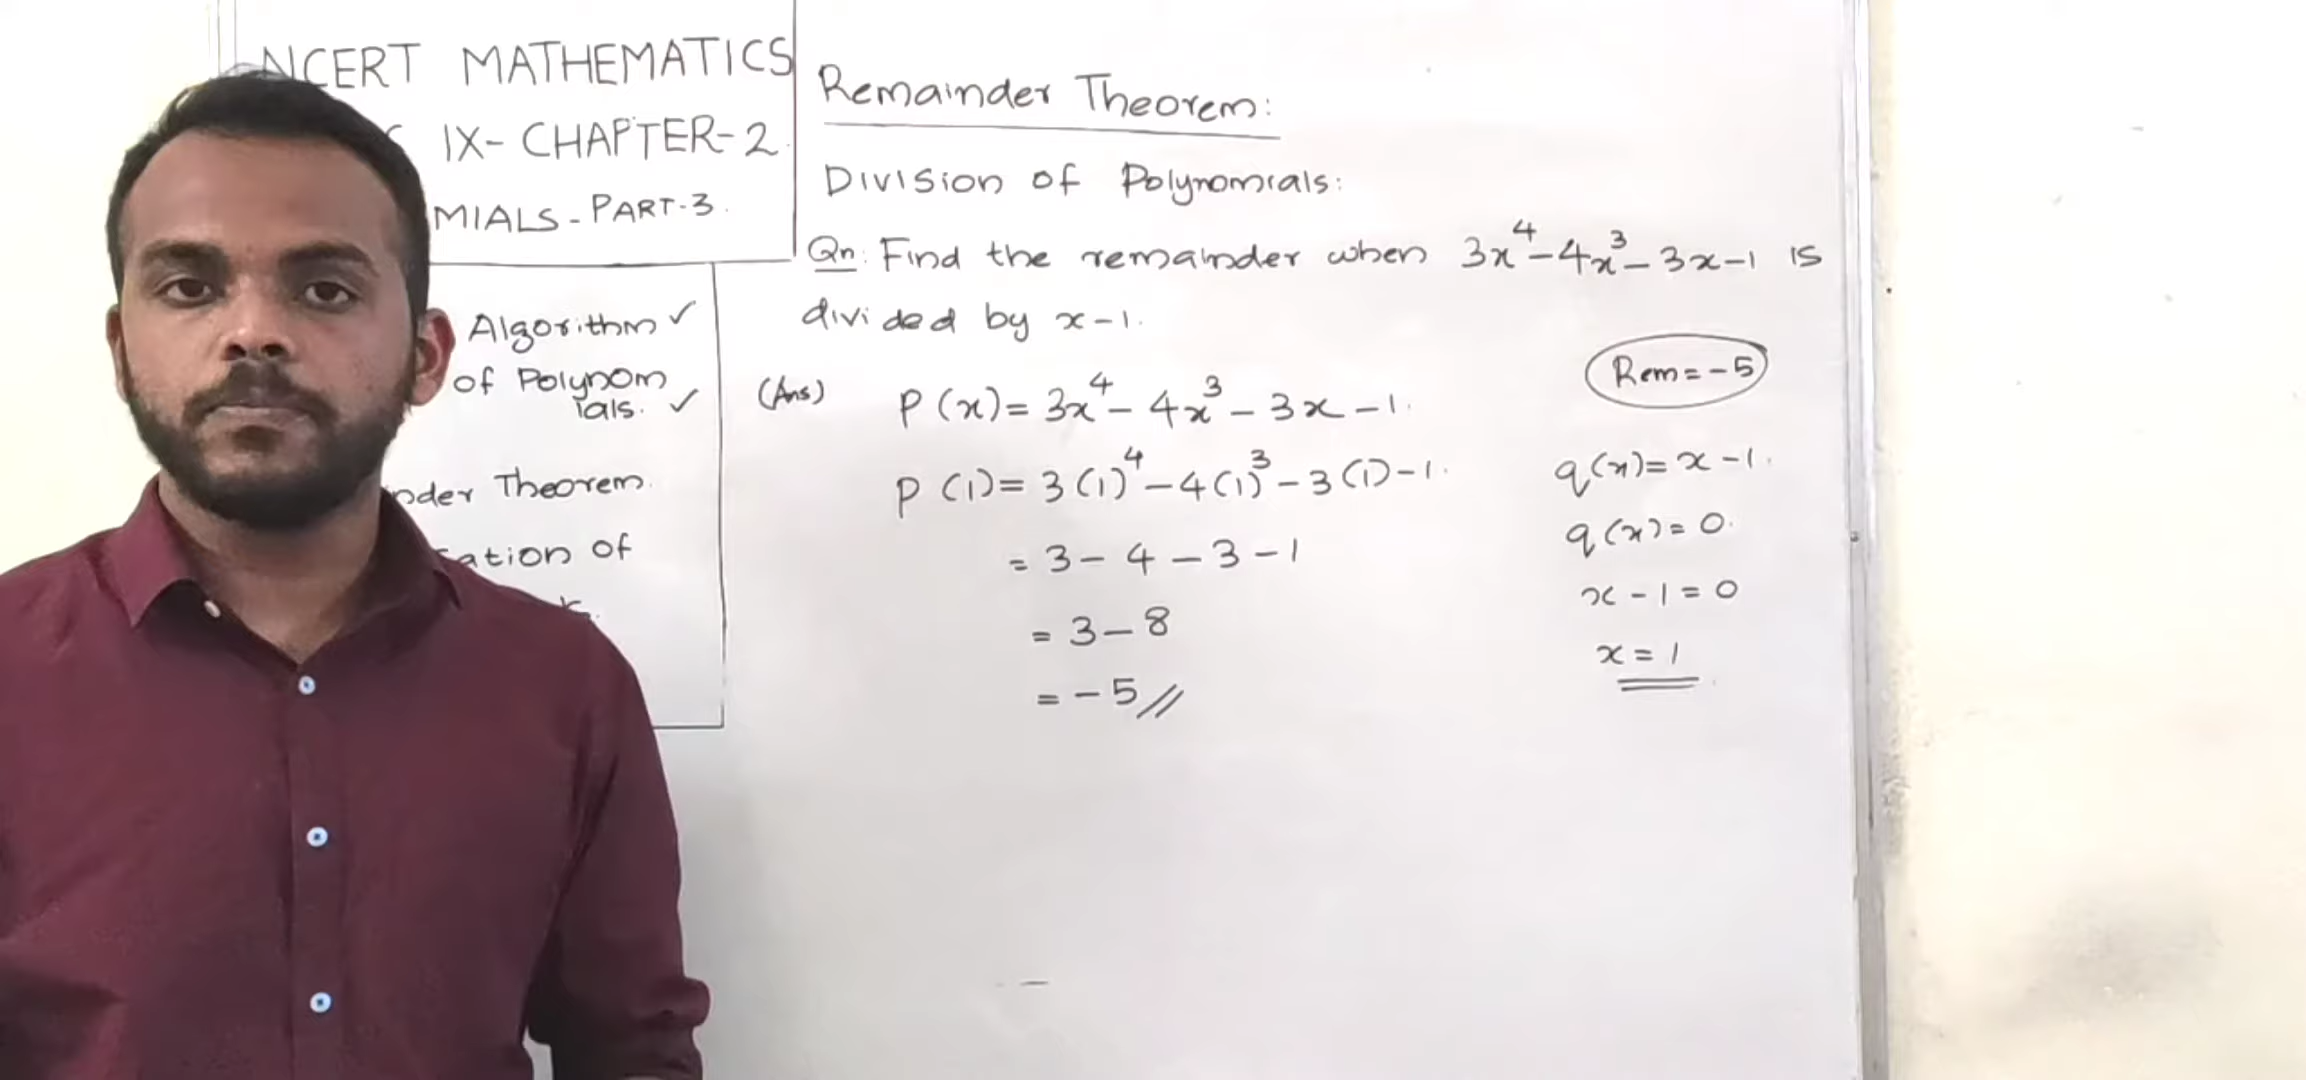 NCERT MATHEMATICS
IX- CHAPTER-2
MIALS - PART-3.
Algorithm ✓
of Polynom
ials. ✓
nder Theorem.
ation of
Remainder Theorem:
Division of Polynomials:
Qn: Find the remainder when 3x⁴-4x³-3x-1 is
divided by x-1.
(Ans) P(x)= 3x⁴- 4x³- 3x-1.
P(1)= 3(1)⁴-4(1)³-3(1)-1.
= 3-4-3-1
= 3-8
= -5//
Rem=-5
q(x)=x-1.
q(x)=0.
x-1=0
x=1